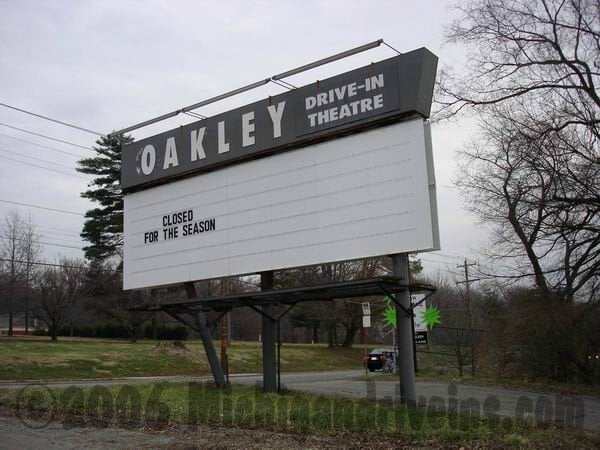 OAKLEY
DRIVE-IN
THEATRE
CLOSED
FOR THE SEASON